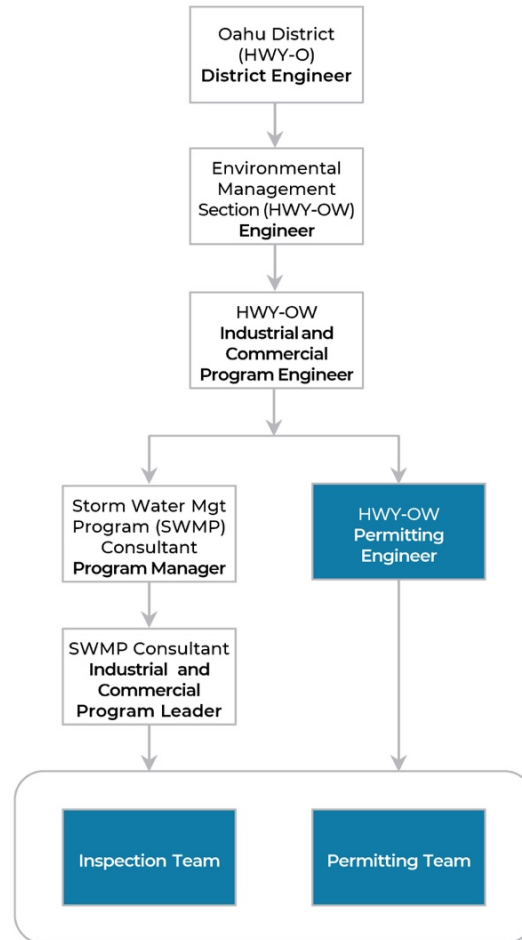 Oahu District
(HWY-O)
District Engineer
Environmental
Management
Section (HWY-OW)
Engineer
HWY-OW
Industrial and
Commercial
Program Engineer
Storm Water Mgt
Program (SWMP)
Consultant
Program Manager
HWY-OW
Permitting
Engineer
SWMP Consultant
Industrial and
Commercial
Program Leader
Inspection Team
Permitting Team